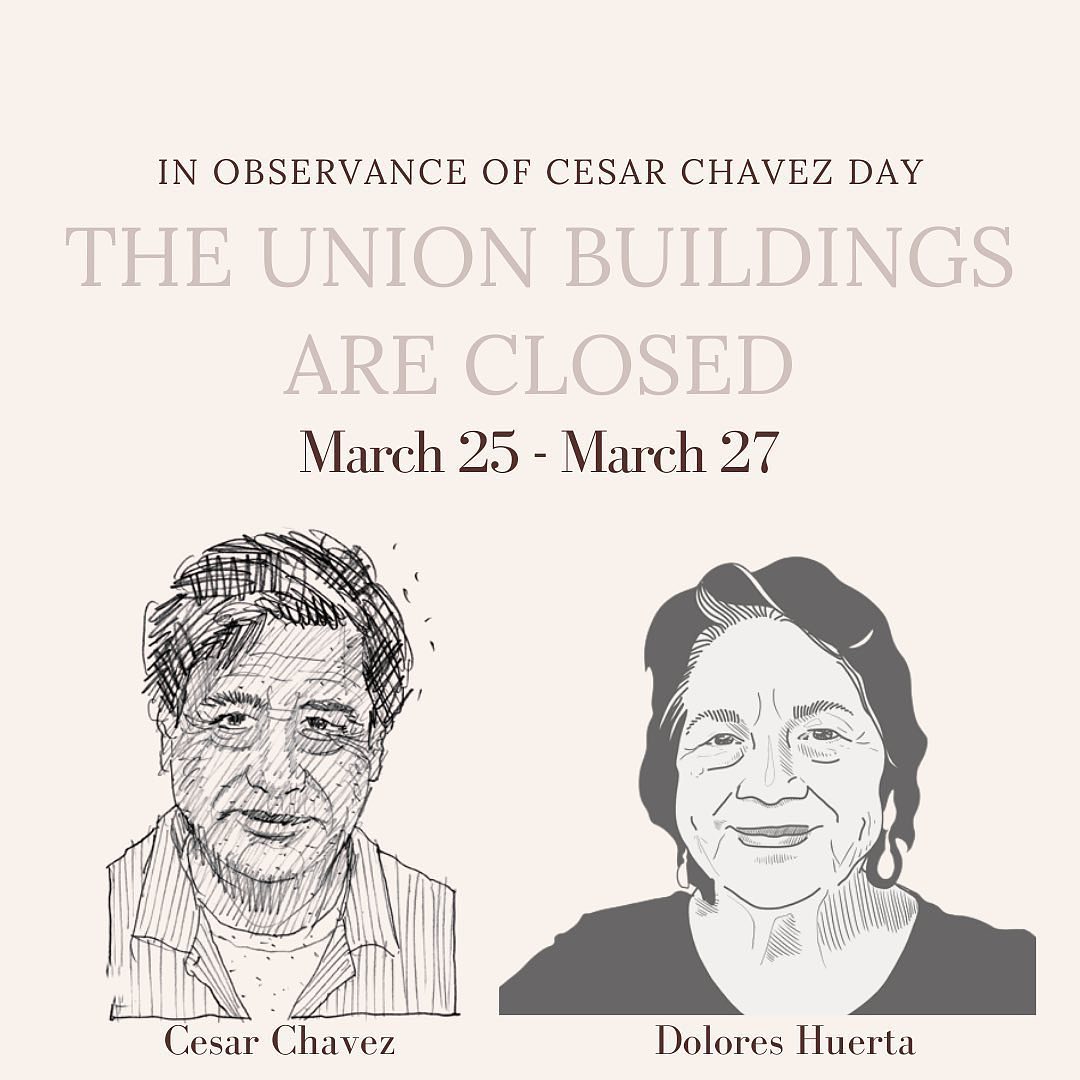 IN OBSERVANCE OF CESAR CHAVEZ DAY
THE UNION BUILDINGS
ARE CLOSED
March 25 - March 27
Cesar Chavez
Dolores Huerta